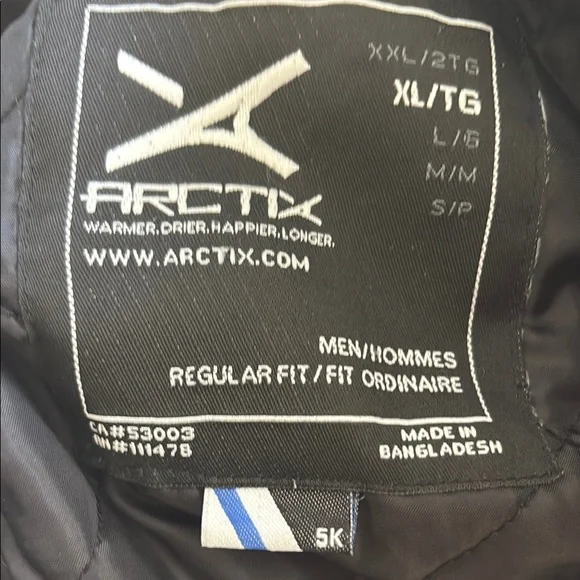 XXL/2TG
XL/TG
L/G
M/M
S/P
ARCTIX
WARMER.DRIER.HAPPIER.LONGER.
WWW.ARCTIX.COM
MEN/HOMMES
REGULAR FIT/FIT ORDINAIRE
CA#53003
RN#111478
MADE IN
BANGLADESH
5K